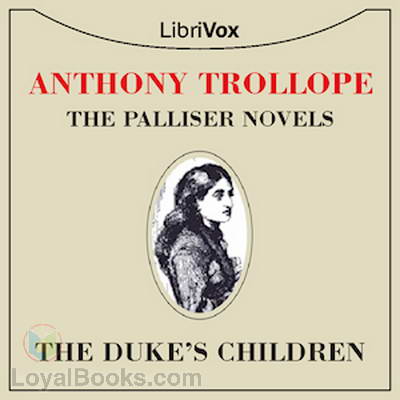 LibriVox
ANTHONY TROLLOPE
THE PALLISER NOVELS
THE DUKE'S CHILDREN
LoyalBooks.com